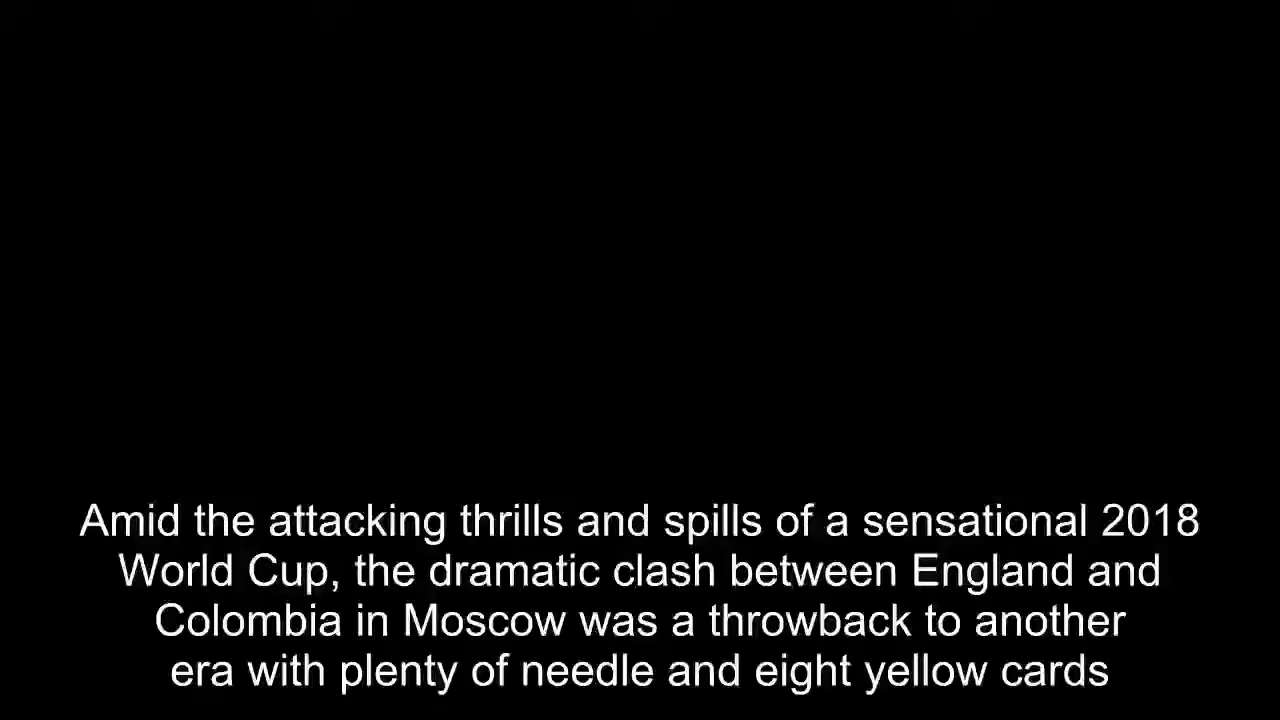 Amid the attacking thrills and spills of a sensational 2018
World Cup, the dramatic clash between England and
Colombia in Moscow was a throwback to another
era with plenty of needle and eight yellow cards